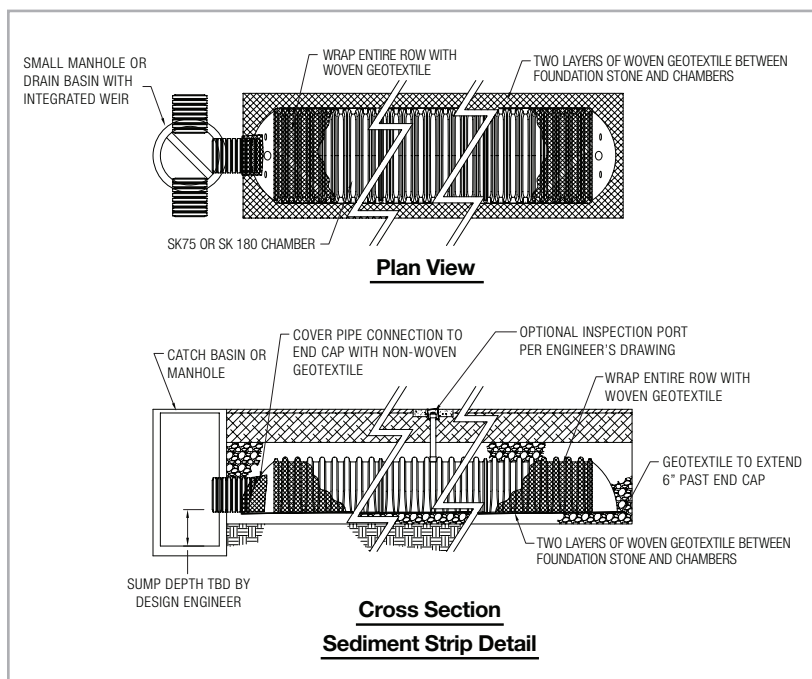 SMALL MANHOLE OR
DRAIN BASIN WITH
INTEGRATED WEIR
WRAP ENTIRE ROW WITH
WOVEN GEOTEXTILE
TWO LAYERS OF WOVEN GEOTEXTILE BETWEEN
FOUNDATION STONE AND CHAMBERS
SK75 OR SK 180 CHAMBER
Plan View
CATCH BASIN OR
MANHOLE
COVER PIPE CONNECTION TO
END CAP WITH NON-WOVEN
GEOTEXTILE
OPTIONAL INSPECTION PORT
PER ENGINEER'S DRAWING
WRAP ENTIRE ROW WITH
WOVEN GEOTEXTILE
GEOTEXTILE TO EXTEND
6" PAST END CAP
TWO LAYERS OF WOVEN GEOTEXTILE BETWEEN
FOUNDATION STONE AND CHAMBERS
SUMP DEPTH TBD BY
DESIGN ENGINEER
Cross Section
Sediment Strip Detail